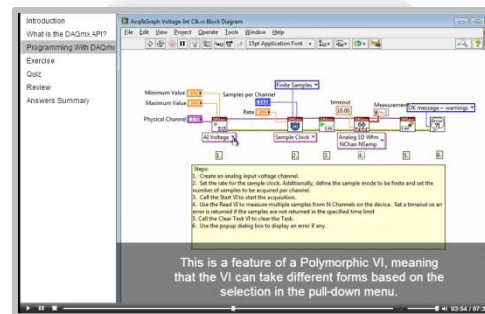 Introduction
What is the DAQmx API?
Programming With DAQmx
Exercise
Quiz
Review
Answers Summary
Acq&Graph Voltage-Int Clk.vi Block Diagram
File Edit View Project Operate Tools Window Help
15pt Application Font
Finite Samples
Minimum Value
Samples per Channel
Maximum Value
Rate
timeout
10.00
Measurement
OK message + warnings
Physical Channel
AI Voltage
Sample Clock
Analog 1D Wfm
NChan NSamp
1. 2. 3. 4. 5. 6.
Steps:
1. Create an analog input voltage channel.
2. Set the rate for the sample clock. Additionally, define the sample mode to be finite and set the
number of samples to be acquired per channel.
3. Call the Start VI to start the acquisition.
4. Use the Read VI to measure multiple samples from N Channels on the device. Set a timeout so an
error is returned if the samples are not returned in the specified time limit
5. Call the Clear Task VI to clear the Task.
6. Use the popup dialog box to display an error if any.
This is a feature of a Polymorphic VI, meaning
that the VI can take different forms based on the
selection in the pull-down menu.
03:54 / 07: